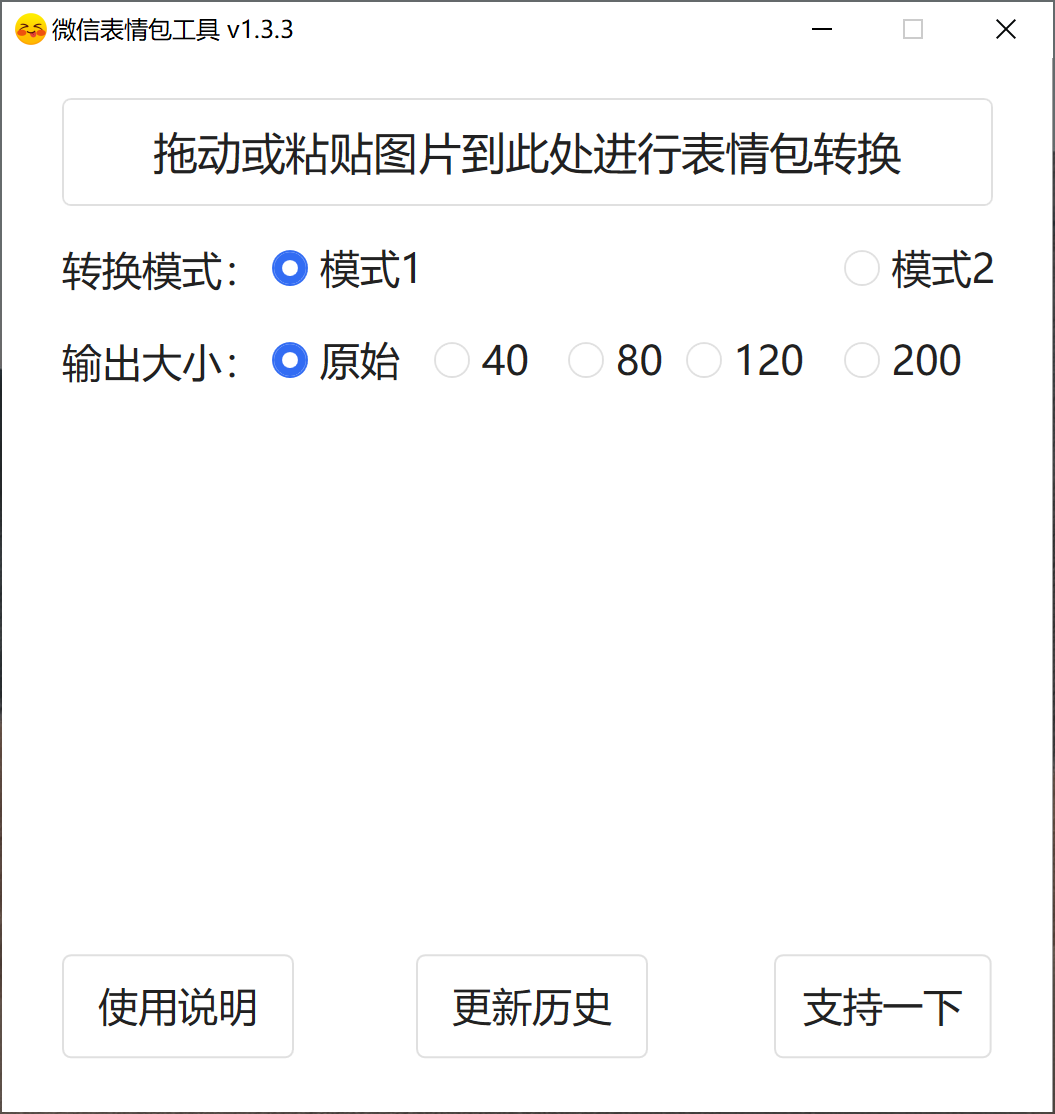 微信表情包工具 v1.3.3
拖动或粘贴图片到此处进行表情包转换
转换模式： 模式1 模式2
输出大小： 原始 40 80 120 200
使用说明 更新历史 支持一下